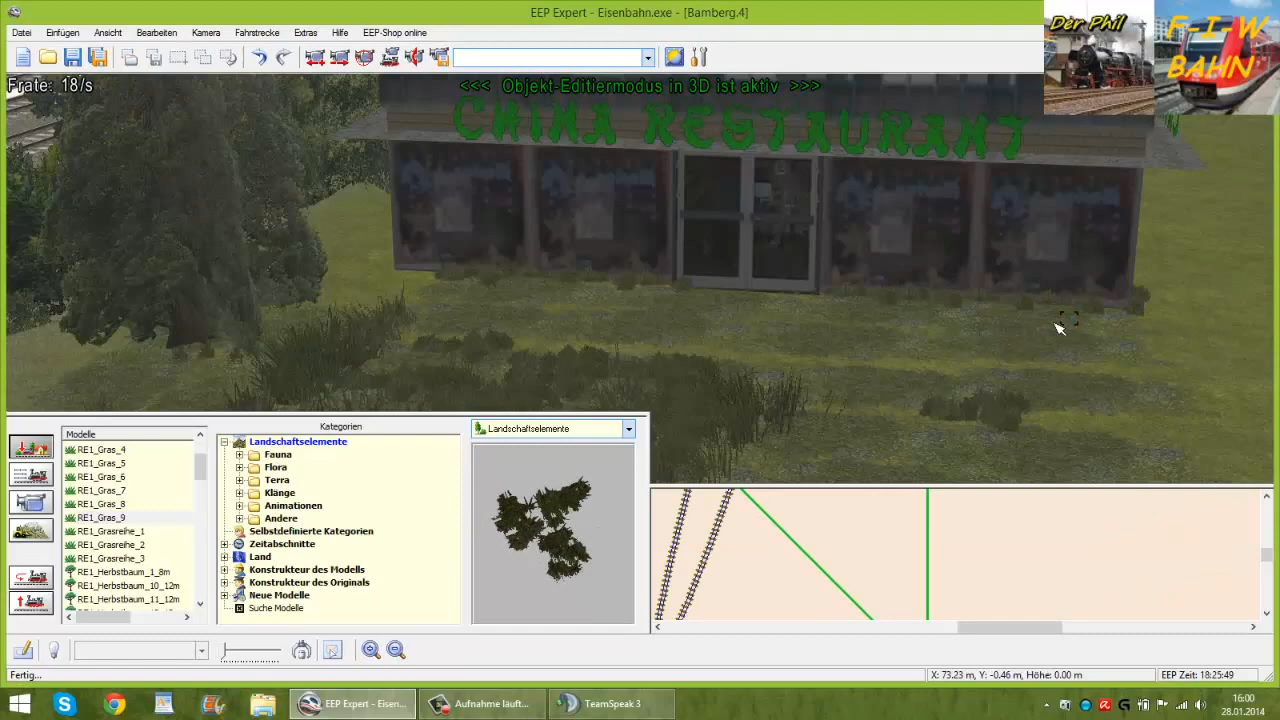 EEP Expert - Eisenbahn.exe - [Bamberg.4]
Datei Einfügen Ansicht Bearbeiten Kamera Fahrstrecke Extras Hilfe EEP-Shop online
Der Phil
F-I-W
BAHN
Frate: 18/s
<<< Objekt-Editiermodus in 3D ist aktiv >>>
CHINA RESTAURANT
Modelle
RE1_Gras_4
RE1_Gras_5
RE1_Gras_6
RE1_Gras_7
RE1_Gras_8
RE1_Gras_9
RE1_Grasreihe_1
RE1_Grasreihe_2
RE1_Grasreihe_3
RE1_Herbstbaum_1_8m
RE1_Herbstbaum_10_12m
RE1_Herbstbaum_11_12m
Kategorien
Landschaftselemente
Fauna
Flora
Terra
Klänge
Animationen
Andere
Selbstdefinierte Kategorien
Zeitabschnitte
Land
Konstrukteur des Modells
Konstrukteur des Originals
Neue Modelle
Suche Modelle
Landschaftselemente
Fertig...
X: 73.23 m, Y: -0.46 m, Höhe: 0.00 m
EEP Zeit: 18:25:49
EEP Expert - Eisen...
Aufnahme läuft...
TeamSpeak 3
16:00
28.01.2014